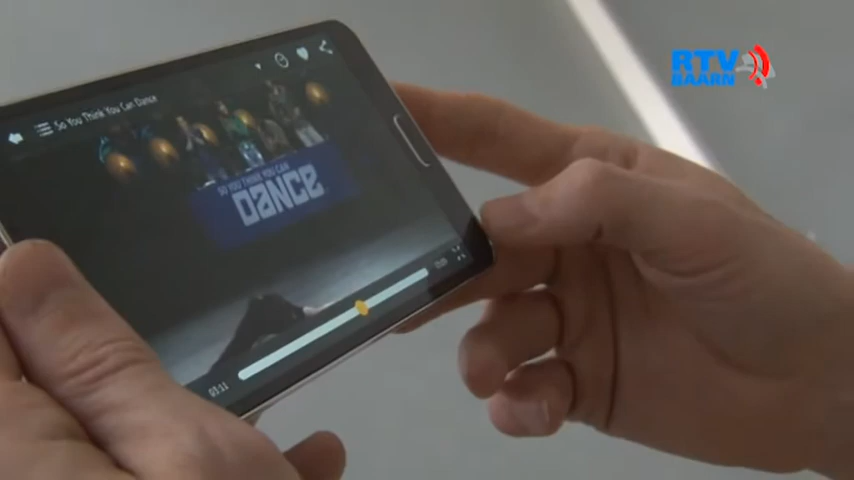 RTV
BAARN
So You Think You Can Dance
SO YOU THINK YOU CAN
DANCE
03:11